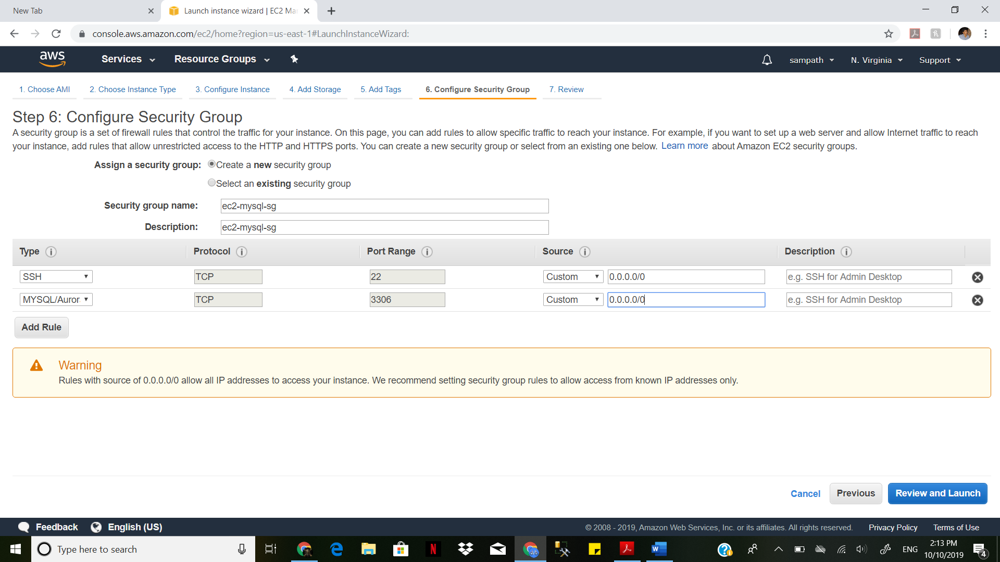 New Tab
Launch instance wizard | EC2 Mar
console.aws.amazon.com/ec2/home?region=us-east-1#LaunchInstanceWizard:
aws Services Resource Groups sampath N. Virginia Support
1. Choose AMI 2. Choose Instance Type 3. Configure Instance 4. Add Storage 5. Add Tags 6. Configure Security Group 7. Review
Step 6: Configure Security Group
A security group is a set of firewall rules that control the traffic for your instance. On this page, you can add rules to allow specific traffic to reach your instance. For example, if you want to set up a web server and allow Internet traffic to reach
your instance, add rules that allow unrestricted access to the HTTP and HTTPS ports. You can create a new security group or select from an existing one below. Learn more about Amazon EC2 security groups.
Assign a security group: Create a new security group
Select an existing security group
Security group name: ec2-mysql-sg
Description: ec2-mysql-sg
Type Protocol Port Range Source Description
SSH TCP 22 Custom 0.0.0.0/0 e.g. SSH for Admin Desktop
MYSQL/Auror TCP 3306 Custom 0.0.0.0/0 e.g. SSH for Admin Desktop
Add Rule
Warning
Rules with source of 0.0.0.0/0 allow all IP addresses to access your instance. We recommend setting security group rules to allow access from known IP addresses only.
Cancel Previous Review and Launch
Feedback English (US) © 2008 - 2019, Amazon Web Services, Inc. or its affiliates. All rights reserved. Privacy Policy Terms of Use
Type here to search
ENG
2:13 PM
10/10/2019
4